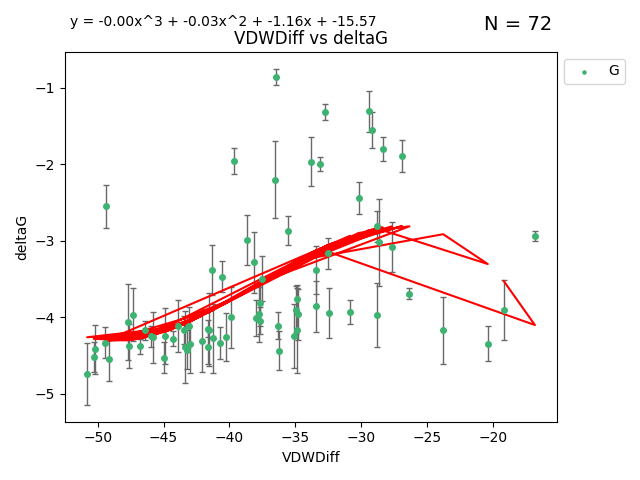 y = -0.00x^3 + -0.03x^2 + -1.16x + -15.57
N = 72
VDWDiff vs deltaG
G
−1
−2
−3
−4
−5
deltaG
−50 −45 −40 −35 −30 −25 −20
VDWDiff